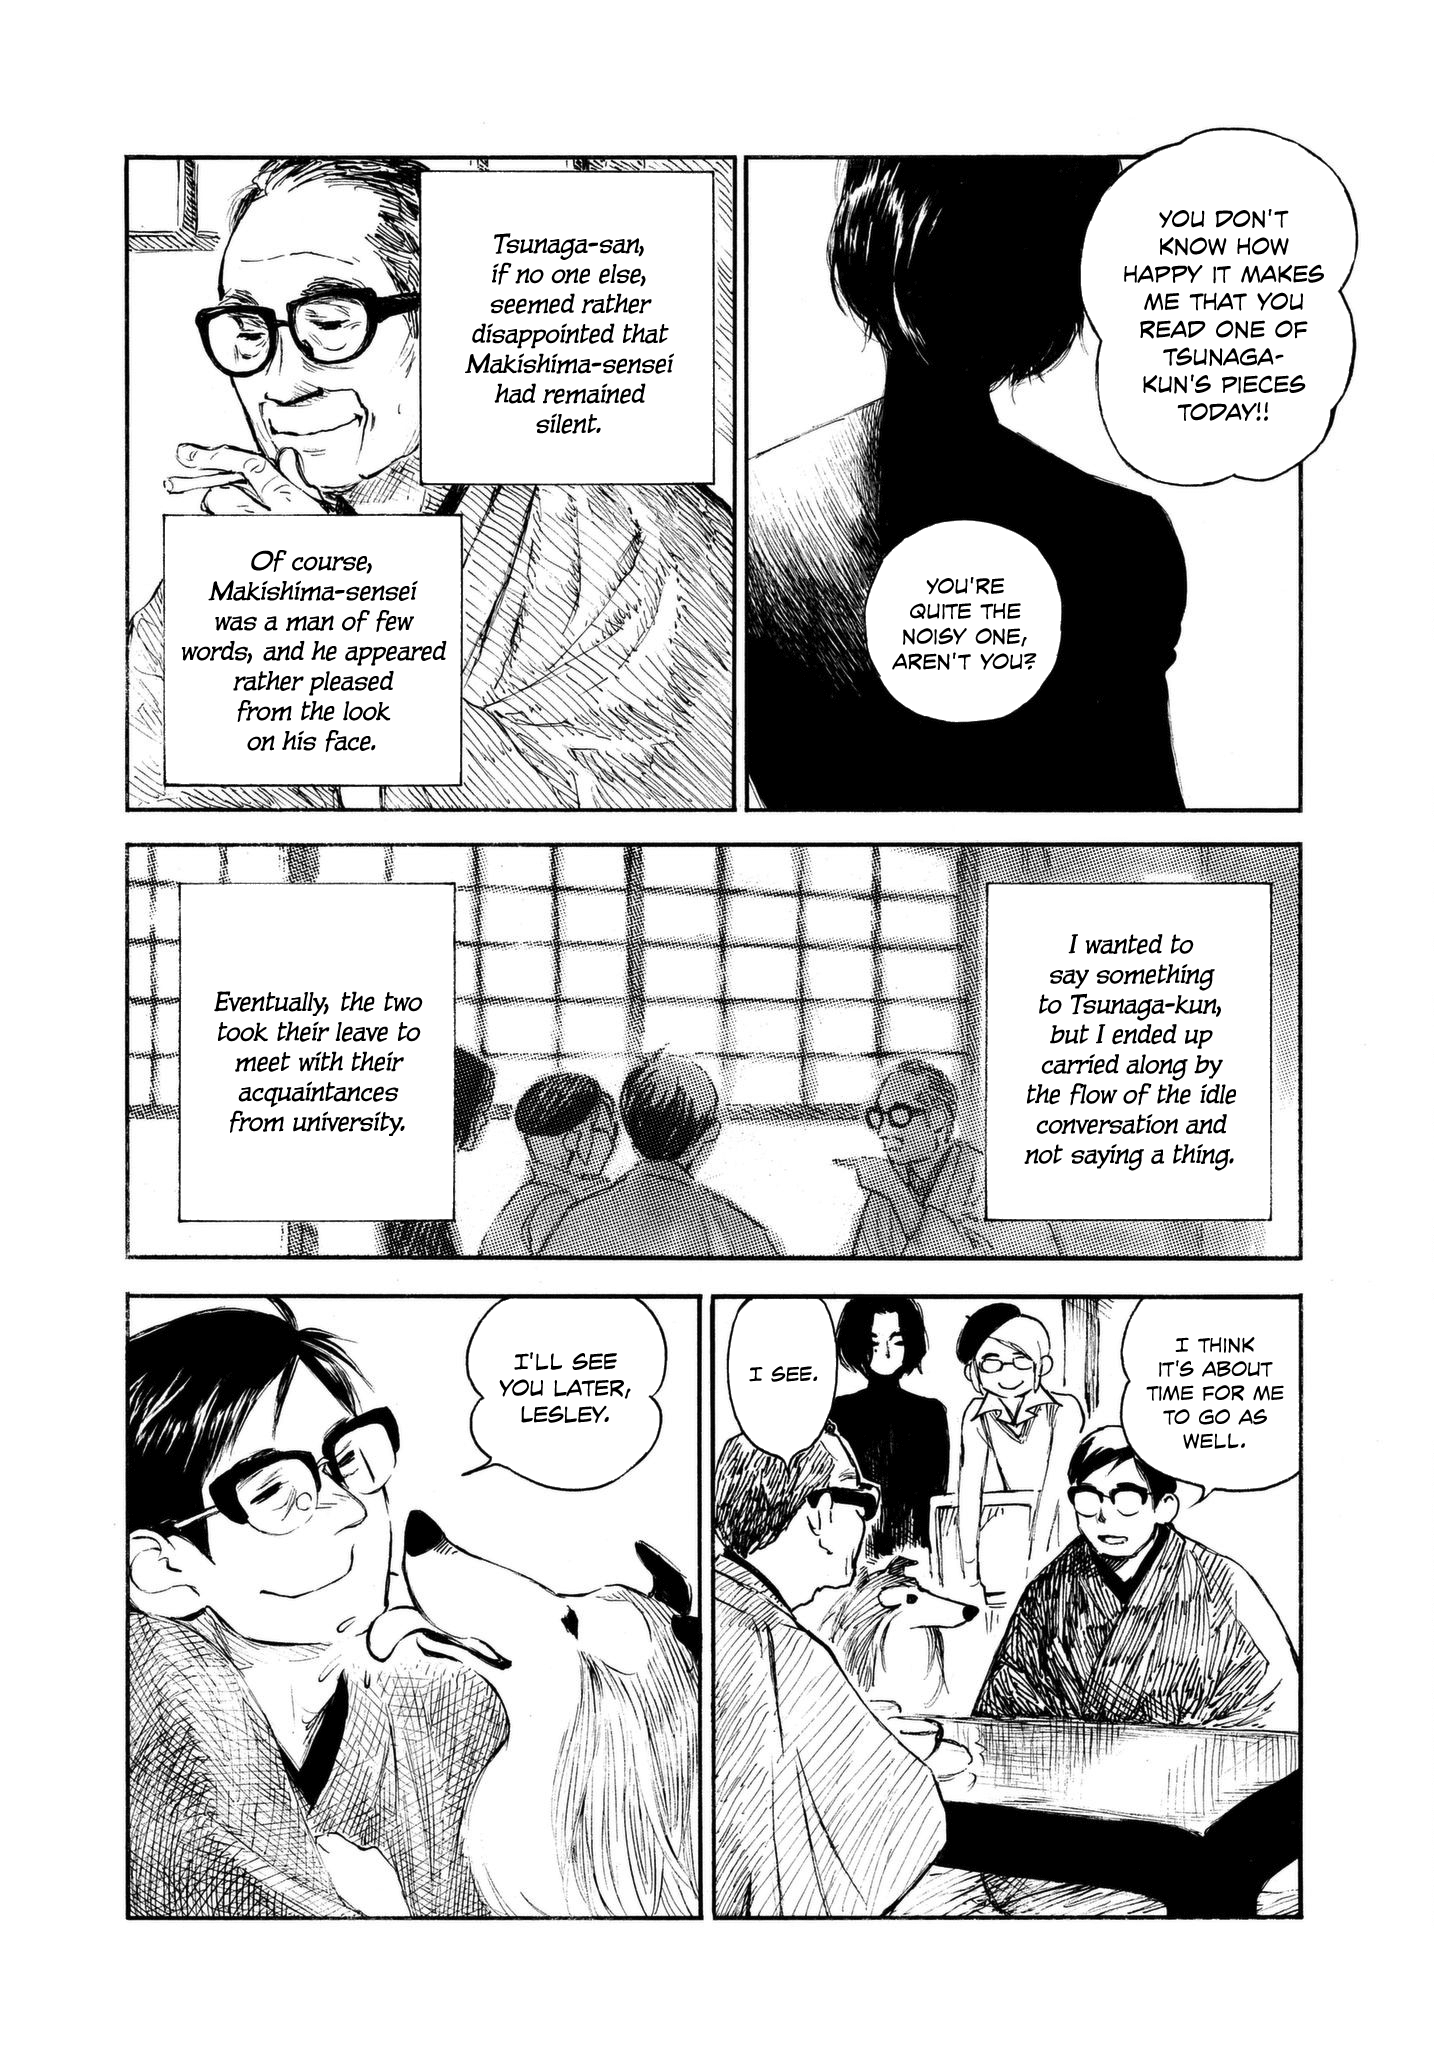 YOU DON'T
KNOW HOW
HAPPY IT MAKES
ME THAT YOU
READ ONE OF
TSUNAGA-
KUN'S PIECES
TODAY!!
YOU'RE
QUITE THE
NOISY ONE,
AREN'T YOU?
Tsunaga-san,
if no one else,
seemed rather
disappointed that
Makishima-sensei
had remained
silent.
Of course,
Makishima-sensei
was a man of few
words, and he appeared
rather pleased
from the look
on his face.
I wanted to
say something
to Tsunaga-kun,
but I ended up
carried along by
the flow of the idle
conversation and
not saying a thing.
Eventually, the two
took their leave to
meet with their
acquaintances
from university.
I THINK
IT'S ABOUT
TIME FOR ME
TO GO AS
WELL.
I SEE.
I'LL SEE
YOU LATER,
LESLEY.